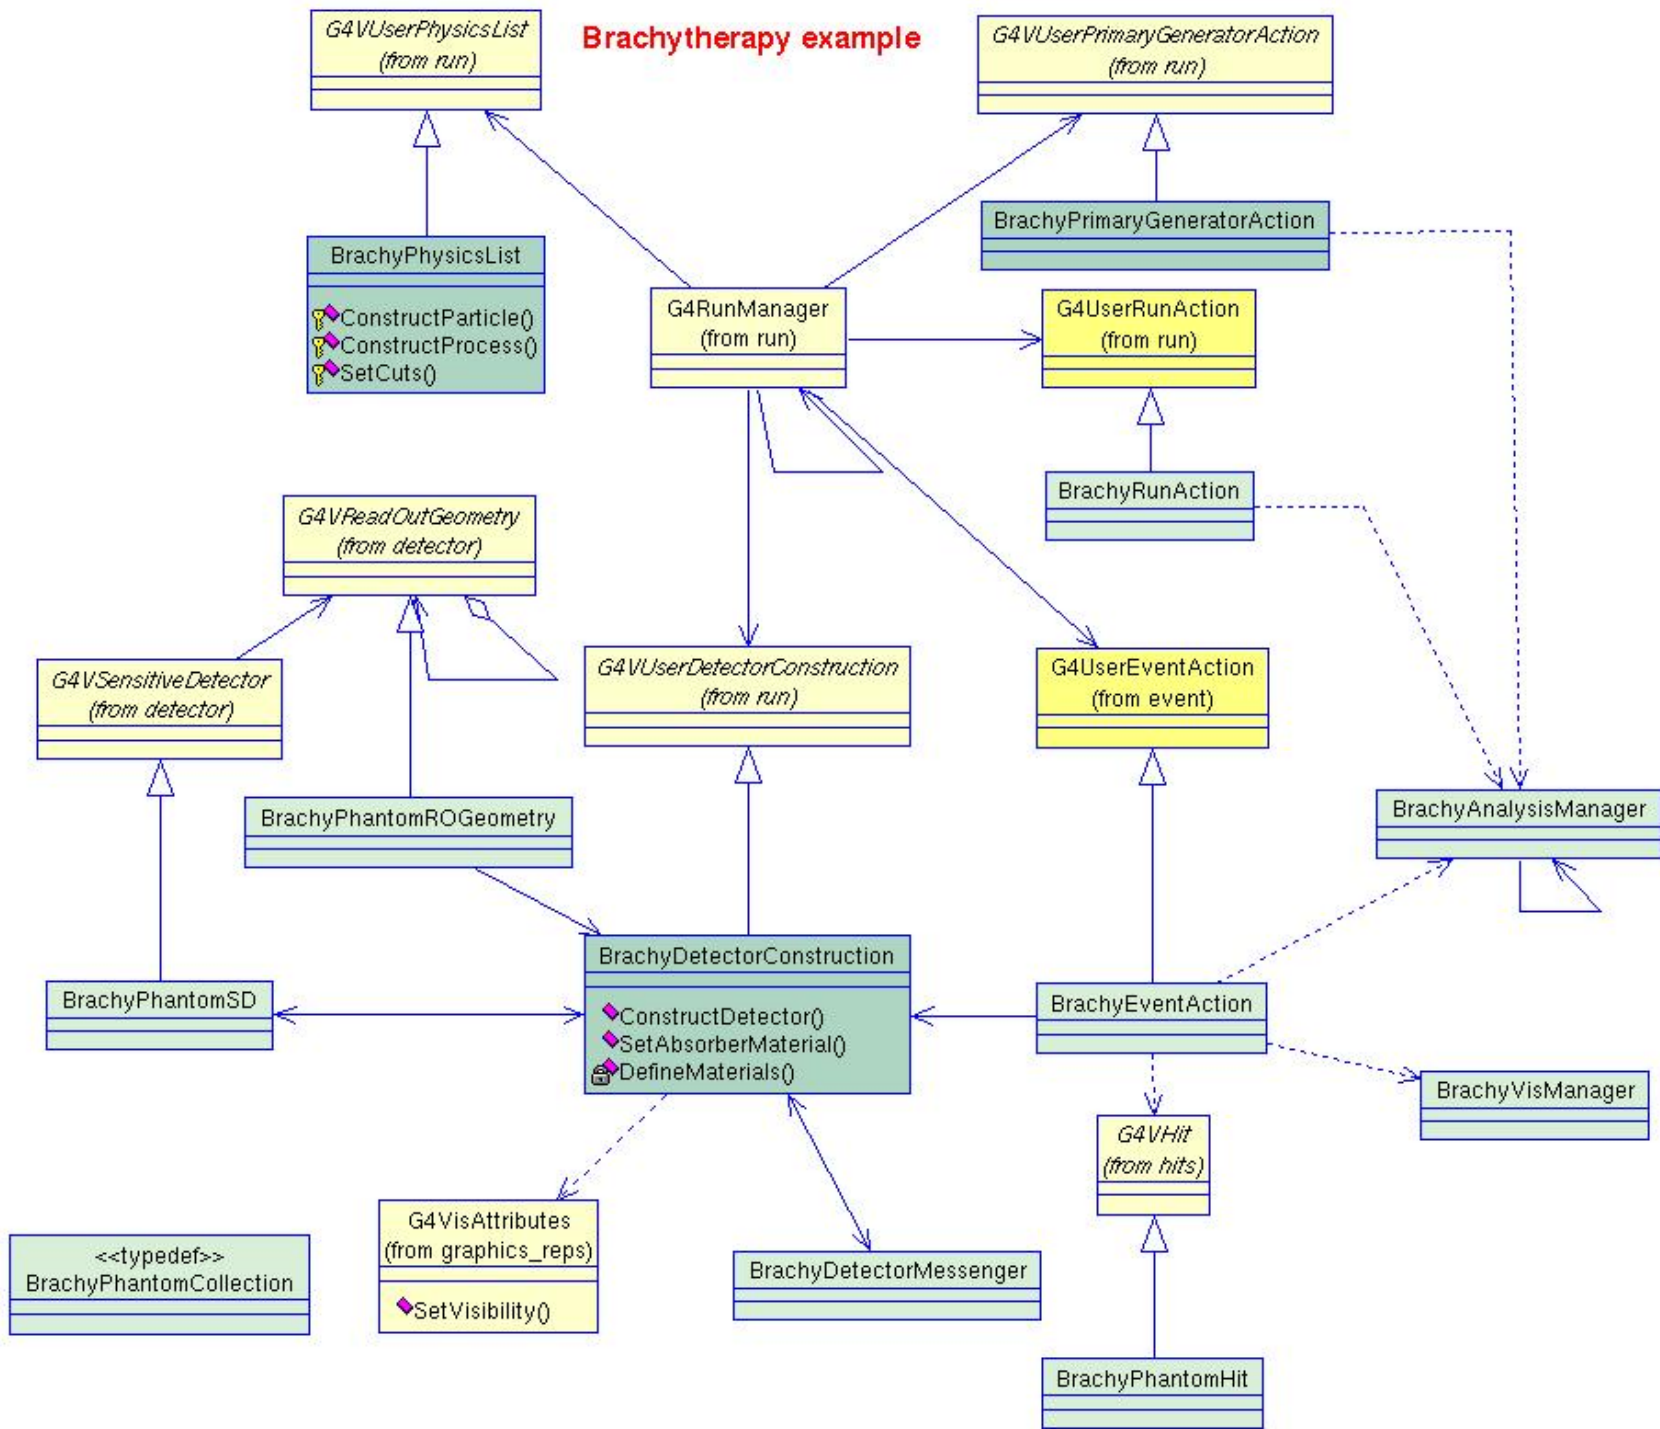 G4VUserPhysicsList
(from run)
Brachytherapy example
G4VUserPrimaryGeneratorAction
(from run)
BrachyPrimaryGeneratorAction
BrachyPhysicsList
ConstructParticle()
ConstructProcess()
SetCuts()
G4RunManager
(from run)
G4UserRunAction
(from run)
BrachyRunAction
G4VReadOutGeometry
(from detector)
G4VSensitiveDetector
(from detector)
G4VUserDetectorConstruction
(from run)
G4UserEventAction
(from event)
BrachyPhantomROGeometry
BrachyAnalysisManager
BrachyDetectorConstruction
ConstructDetector()
SetAbsorberMaterial()
DefineMaterials()
BrachyPhantomSD
BrachyEventAction
BrachyVisManager
G4VHit
(from hits)
G4VisAttributes
(from graphics_reps)
SetVisibility()
<<typedef>>
BrachyPhantomCollection
BrachyDetectorMessenger
BrachyPhantomHit